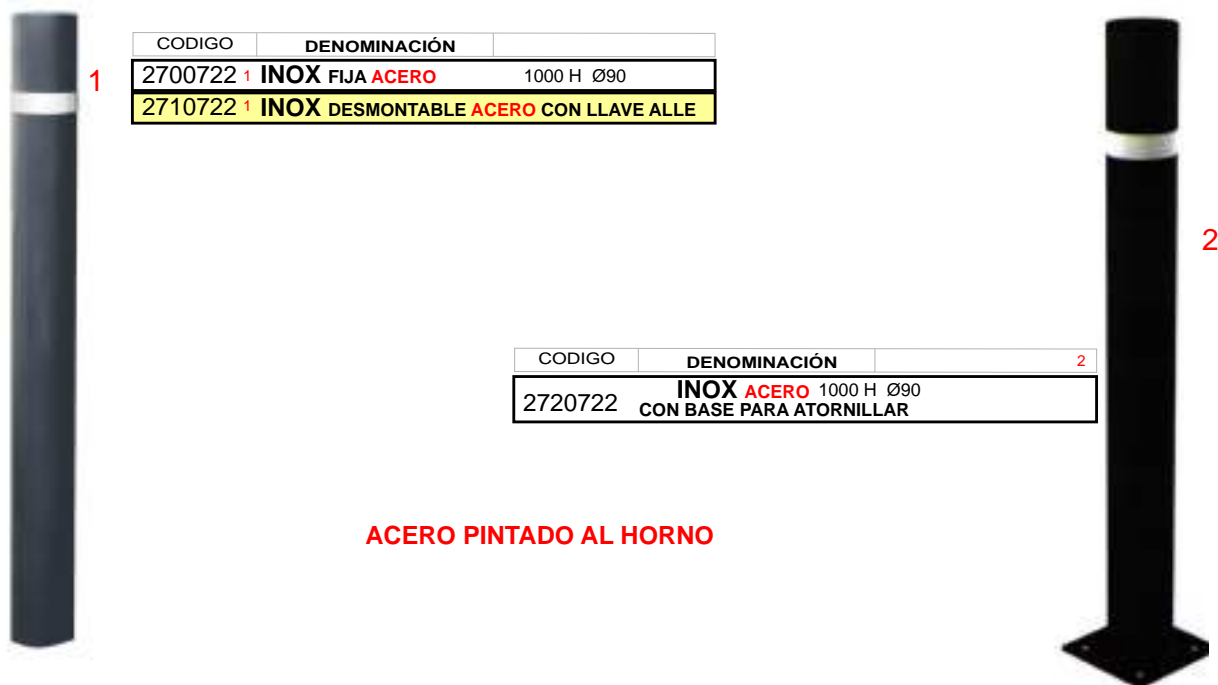 CODIGO DENOMINACIÓN
1
2700722 1 INOX FIJA ACERO 1000 H Ø90
2710722 1 INOX DESMONTABLE ACERO CON LLAVE ALLE
2
CODIGO DENOMINACIÓN 2
2720722 INOX ACERO 1000 H Ø90
CON BASE PARA ATORNILLAR
ACERO PINTADO AL HORNO